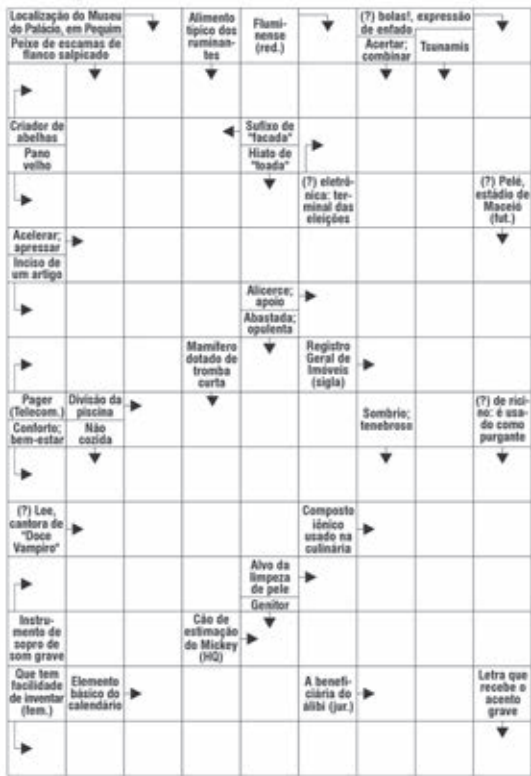 Localização do Museu
do Palácio, em Pequim
Peixe de escamas de
flanco salpicado
Alimento
típico dos
ruminan-
tes
Flumi-
nense
(red.)
(?) bolas!, expressão
de enfado
Acertar;
combinar
Tsunamis
Criador de
abelhas
Pano
velho
Sufixo de
"facada"
Hiato de
"toada"
(?) eletrô-
nica: ter-
minal das
eleições
(?) Pelé,
estádio de
Maceió
(fut.)
Acelerar;
apressar
Inciso de
um artigo
Alicerce;
apoio
Abastada;
opulenta
Mamífero
dotado de
tromba
curta
Registro
Geral de
Imóveis
(sigla)
Pager
(Telecom.)
Conforto;
bem-estar
Divisão da
piscina
Não
cozida
Sombrio;
tenebroso
(?) de ríci-
no: é usa-
do como
purgante
(?) Lee,
cantora de
"Doce
Vampiro"
Composto
iônico
usado na
culinária
Alvo da
limpeza
de pele
Genitor
Instru-
mento de
sopro de
som grave
Cão de
estimação
do Mickey
(HQ)
Que tem
facilidade
de inventar
(fem.)
Elemento
básico do
calendário
A benefi-
ciária do
álibi (jur.)
Letra que
recebe o
acento
grave